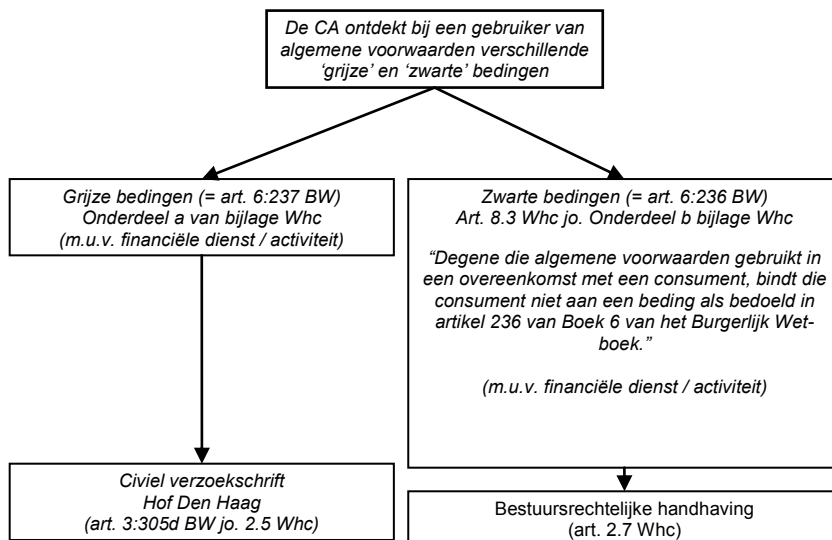 De CA ontdekt bij een gebruiker van
algemene voorwaarden verschillende
‘grijze’ en ‘zwarte’ bedingen
Grijze bedingen (= art. 6:237 BW)
Onderdeel a van bijlage Whc
(m.u.v. financiële dienst / activiteit)
Zwarte bedingen (= art. 6:236 BW)
Art. 8.3 Whc jo. Onderdeel b bijlage Whc
“Degene die algemene voorwaarden gebruikt in
een overeenkomst met een consument, bindt die
consument niet aan een beding als bedoeld in
artikel 236 van Boek 6 van het Burgerlijk Wet-
boek.”
(m.u.v. financiële dienst / activiteit)
Civiel verzoekschrift
Hof Den Haag
(art. 3:305d BW jo. 2.5 Whc)
Bestuursrechtelijke handhaving
(art. 2.7 Whc)